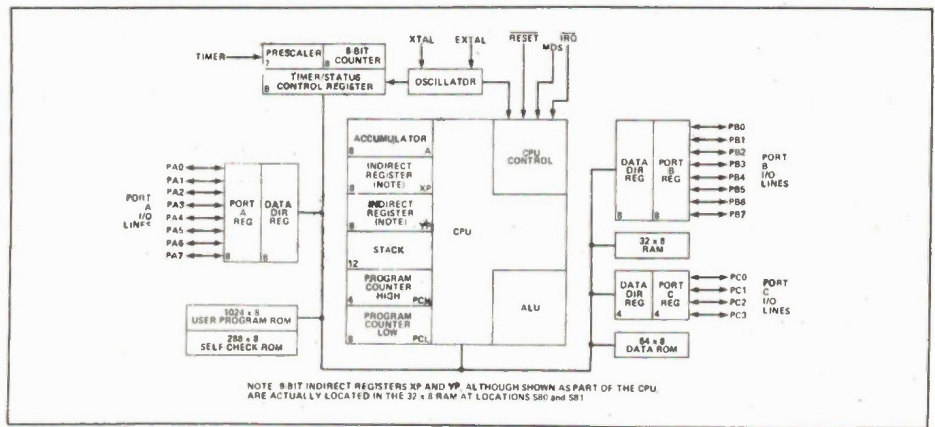 TIMER
PRESCALER
7
8-BIT
COUNTER
8
TIMER/STATUS
CONTROL REGISTER
8
XTAL
EXTAL
OSCILLATOR
RESET
MDS
IRQ
ACCUMULATOR
8 A
INDIRECT
REGISTER
(NOTE)
8 XP
INDIRECT
REGISTER
(NOTE)
8 YP
STACK
12
PROGRAM
COUNTER
HIGH
4 PCH
PROGRAM
COUNTER
LOW
8 PCL
CPU
CPU
CONTROL
ALU
PORT
A
I/O
LINES
PA0
PA1
PA2
PA3
PA4
PA5
PA6
PA7
PORT
A
REG
8
DATA
DIR
REG
8
1024 x 8
USER PROGRAM ROM
288 x 8
SELF CHECK ROM
DATA
DIR
REG
8
PORT
B
REG
8
PB0
PB1
PB2
PB3
PB4
PB5
PB6
PB7
PORT
B
I/O
LINES
32 x 8
RAM
DATA
DIR
REG
4
PORT
C
REG
4
PC0
PC1
PC2
PC3
PORT
C
I/O
LINES
64 x 8
DATA ROM
NOTE 8-BIT INDIRECT REGISTERS XP AND YP, ALTHOUGH SHOWN AS PART OF THE CPU,
ARE ACTUALLY LOCATED IN THE 32 x 8 RAM AT LOCATIONS $80 and $81